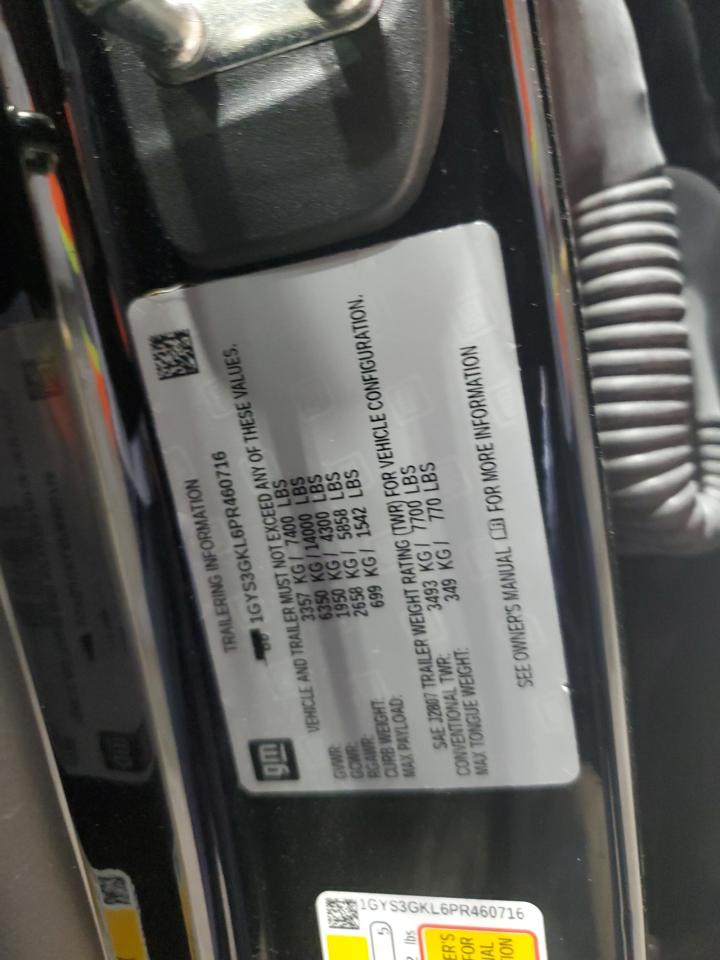 TRAILERING INFORMATION
1GYS3GKL6PR460716
gm
VEHICLE AND TRAILER MUST NOT EXCEED ANY OF THESE VALUES.
GVWR: 3357 KG / 7400 LBS
GCWR: 6350 KG / 14000 LBS
RGAWR: 1950 KG / 4300 LBS
CURB WEIGHT: 2658 KG / 5858 LBS
MAX PAYLOAD: 699 KG / 1542 LBS
SAE J2807 TRAILER WEIGHT RATING (TWR) FOR VEHICLE CONFIGURATION.
CONVENTIONAL TWR: 3493 KG / 7700 LBS
MAX TONGUE WEIGHT: 349 KG / 770 LBS
SEE OWNER'S MANUAL FOR MORE INFORMATION
1GYS3GKL6PR460716
5
lbs
FOR